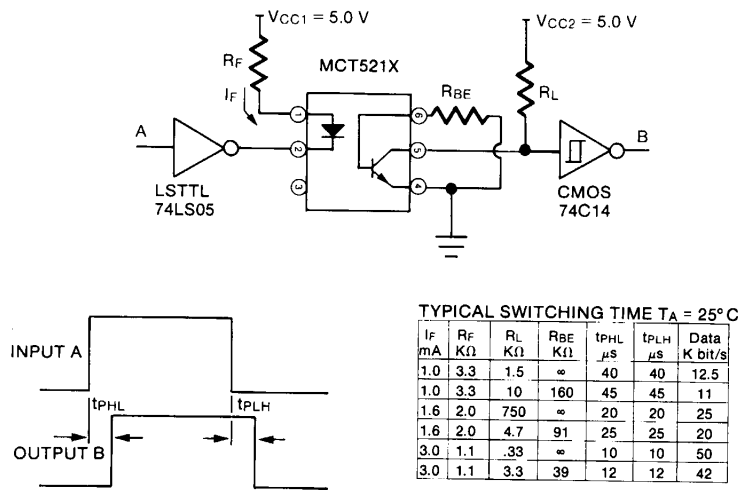 VCC1 = 5.0 V
VCC2 = 5.0 V
RF
MCT521X
IF
RBE
RL
A
1
2
3
6
5
4
B
LSTTL
74LS05
CMOS
74C14
INPUT A
tPHL
tPLH
OUTPUT B
TYPICAL SWITCHING TIME TA = 25° C
IF mA RF KΩ RL KΩ RBE KΩ tPHL μs tPLH μs Data K bit/s
1.0 3.3 1.5 ∞ 40 40 12.5
1.0 3.3 10 160 45 45 11
1.6 2.0 750 ∞ 20 20 25
1.6 2.0 4.7 91 25 25 20
3.0 1.1 .33 ∞ 10 10 50
3.0 1.1 3.3 39 12 12 42